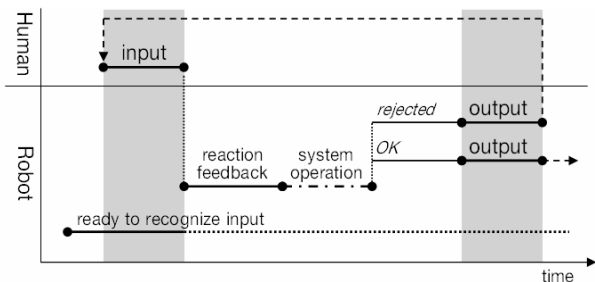 Human
input
rejected
output
OK
output
Robot
reaction
feedback
system
operation
ready to recognize input
time